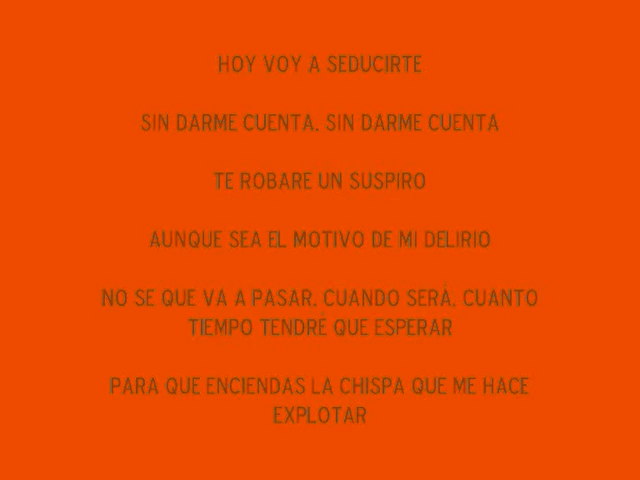 HOY VOY A SEDUCIRTE
SIN DARME CUENTA, SIN DARME CUENTA
TE ROBARE UN SUSPIRO
AUNQUE SEA EL MOTIVO DE MI DELIRIO
NO SE QUE VA A PASAR, CUANDO SERÁ, CUANTO
TIEMPO TENDRÉ QUE ESPERAR
PARA QUE ENCIENDAS LA CHISPA QUE ME HACE
EXPLOTAR